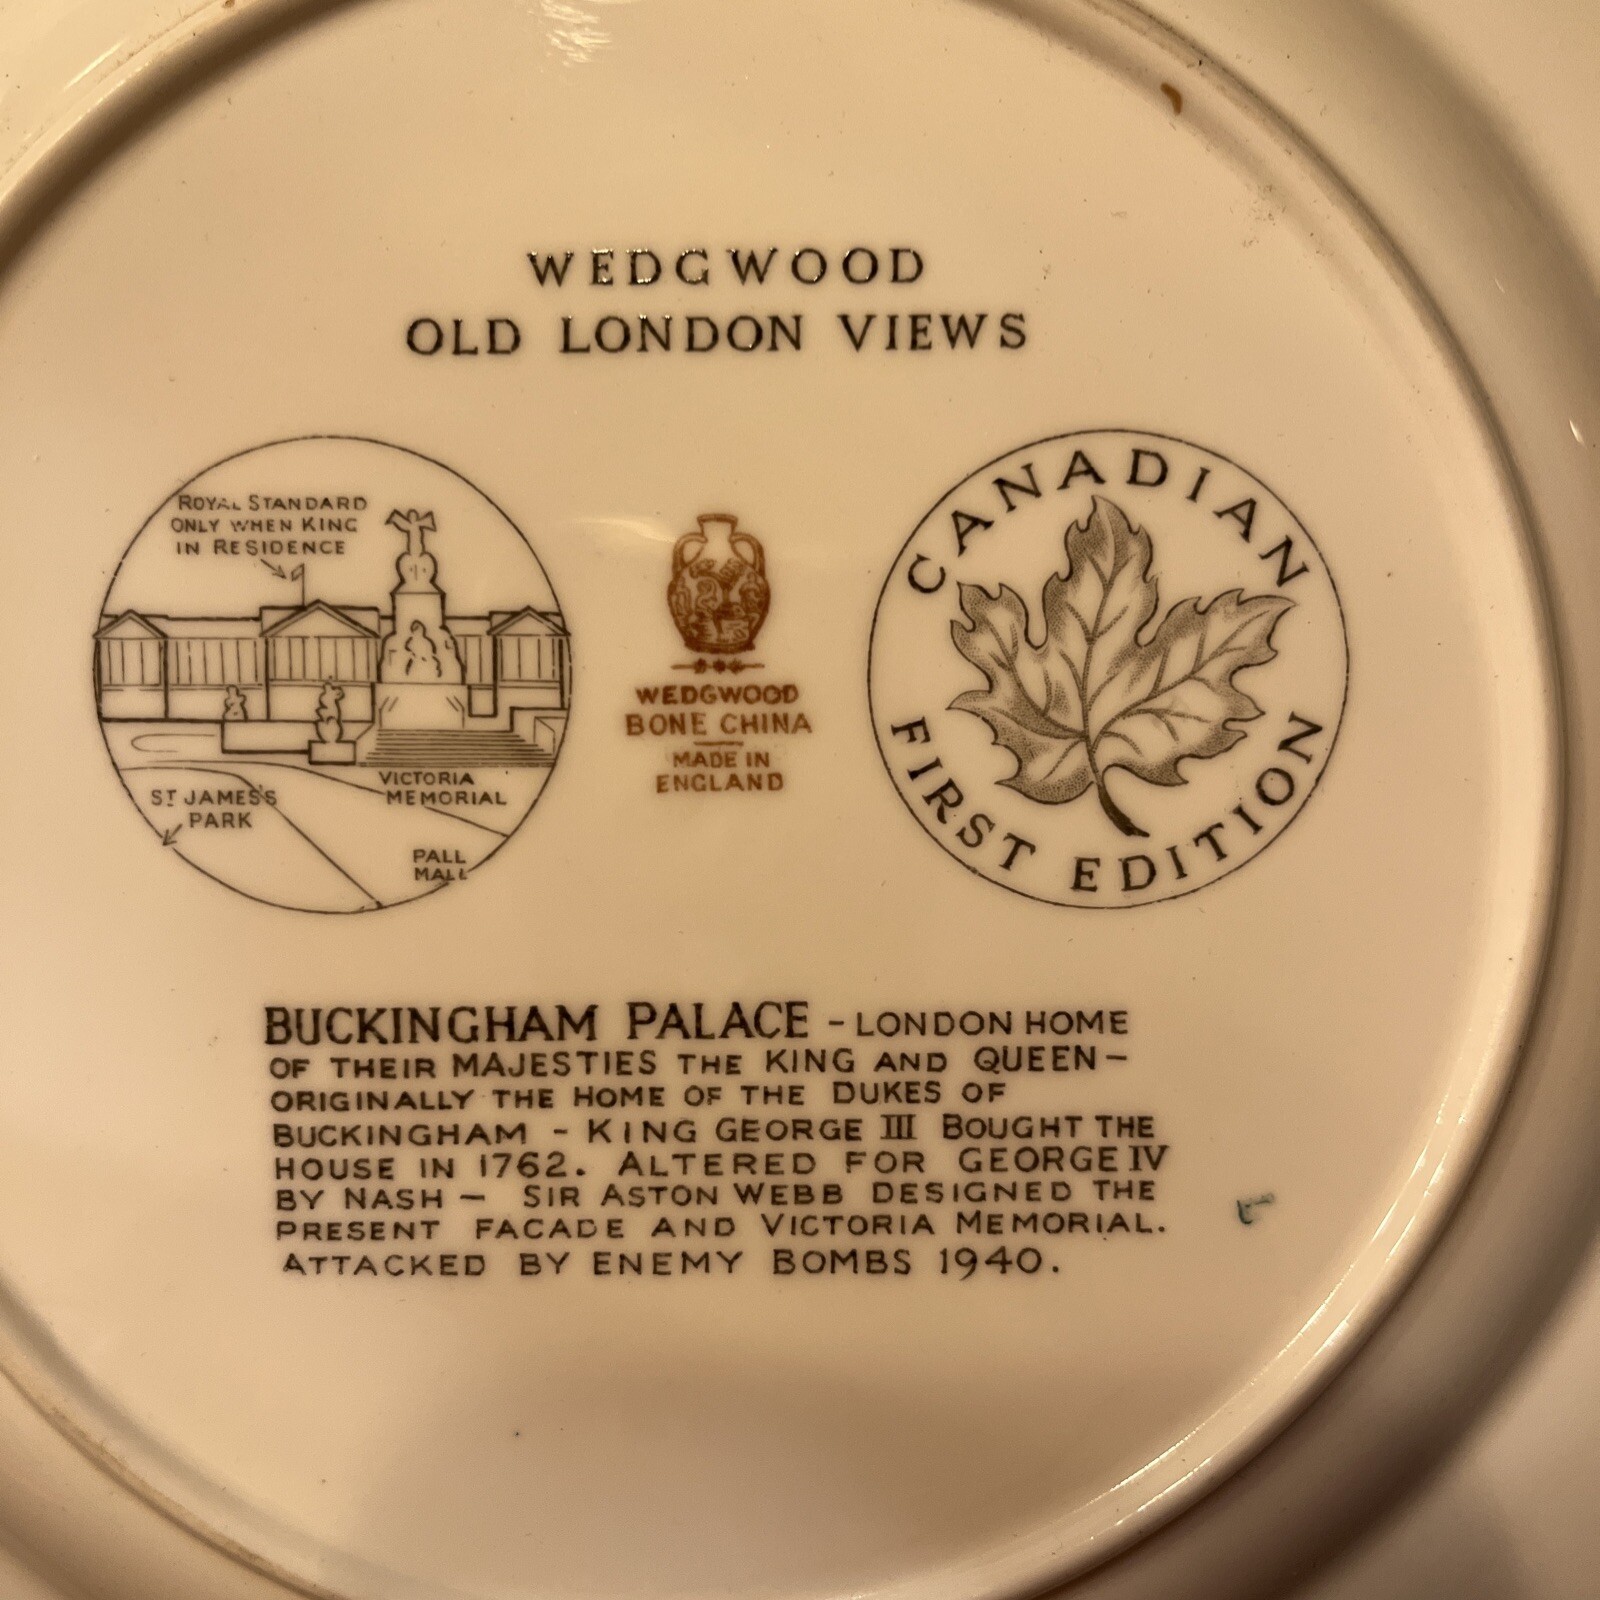 WEDGWOOD
OLD LONDON VIEWS
ROYAL STANDARD
ONLY WHEN KING
IN RESIDENCE
ST JAMES'S
PARK
VICTORIA
MEMORIAL
PALL
MALL
WEDGWOOD
BONE CHINA
MADE IN
ENGLAND
CANADIAN
FIRST EDITION
BUCKINGHAM PALACE - LONDON HOME
OF THEIR MAJESTIES THE KING AND QUEEN—
ORIGINALLY THE HOME OF THE DUKES OF
BUCKINGHAM - KING GEORGE III BOUGHT THE
HOUSE IN 1762. ALTERED FOR GEORGE IV
BY NASH — SIR ASTON WEBB DESIGNED THE
PRESENT FACADE AND VICTORIA MEMORIAL.
ATTACKED BY ENEMY BOMBS 1940.